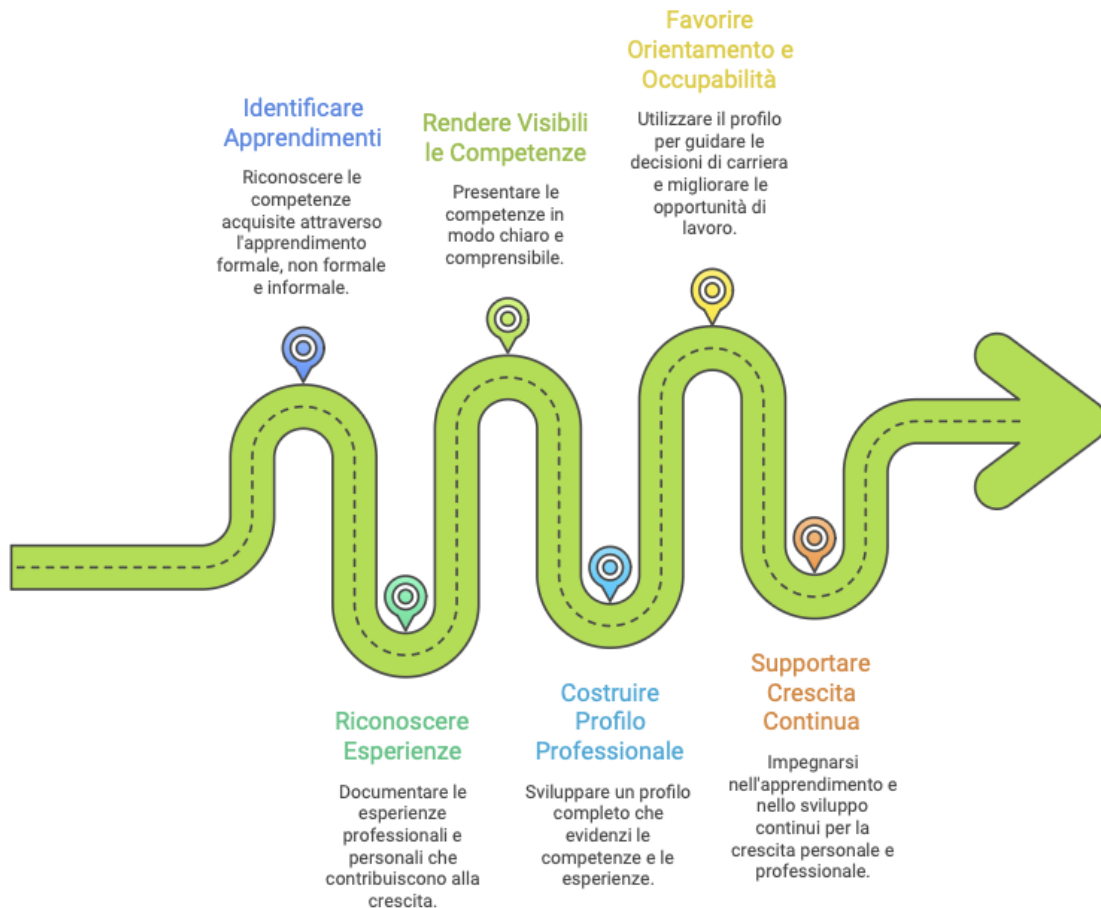 Identificare
Apprendimenti
Riconoscere le
competenze
acquisite attraverso
l'apprendimento
formale, non formale
e informale.
Riconoscere
Esperienze
Documentare le
esperienze
professionali e
personali che
contribuiscono alla
crescita.
Rendere Visibili
le Competenze
Presentare le
competenze in
modo chiaro e
comprensibile.
Costruire
Profilo
Professionale
Sviluppare un profilo
completo che
evidenzi le
competenze e le
esperienze.
Favorire
Orientamento e
Occupabilità
Utilizzare il profilo
per guidare le
decisioni di carriera
e migliorare le
opportunità di
lavoro.
Supportare
Crescita
Continua
Impegnarsi
nell'apprendimento e
nello sviluppo
continui per la
crescita personale e
professionale.